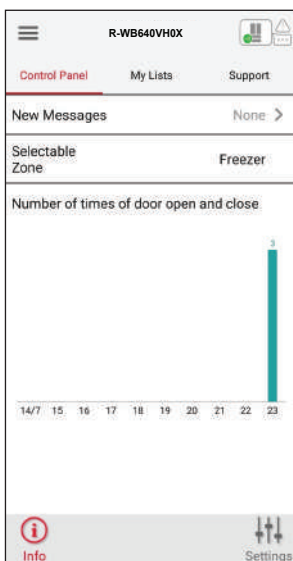 R-WB640VH0X
Control Panel My Lists Support
New Messages None
Selectable
Zone
Freezer
Number of times of door open and close
3
14/7 15 16 17 18 19 20 21 22 23
Info Settings